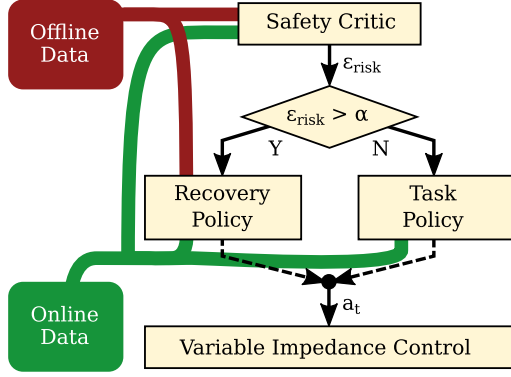 Offline
Data
Safety Critic
εrisk
εrisk > α
Y
N
Recovery
Policy
Task
Policy
Online
Data
at
Variable Impedance Control